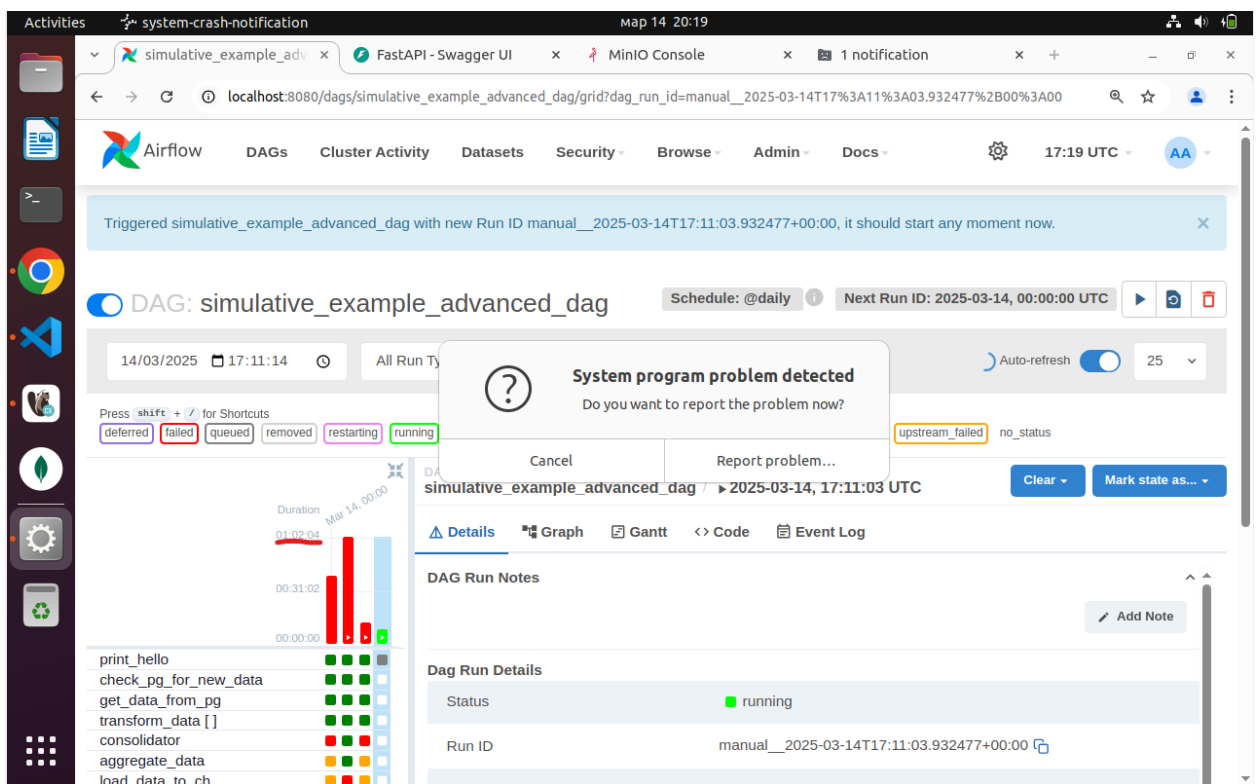 Activities system-crash-notification мар 14 20:19
simulative_example_adv FastAPI - Swagger UI MinIO Console 1 notification
localhost:8080/dags/simulative_example_advanced_dag/grid?dag_run_id=manual__2025-03-14T17%3A11%3A03.932477%2B00%3A00
Airflow DAGs Cluster Activity Datasets Security Browse Admin Docs 17:19 UTC AA
Triggered simulative_example_advanced_dag with new Run ID manual__2025-03-14T17:11:03.932477+00:00, it should start any moment now.
DAG: simulative_example_advanced_dag Schedule: @daily Next Run ID: 2025-03-14, 00:00:00 UTC
14/03/2025 17:11:14 All Run Ty Auto-refresh 25
System program problem detected
Do you want to report the problem now?
Cancel Report problem...
Press shift + / for Shortcuts
deferred failed queued removed restarting running upstream_failed no_status
DA
simulative_example_advanced_dag / 2025-03-14, 17:11:03 UTC Clear Mark state as...
Duration Mar 14, 00:00
01:02:04
00:31:02
00:00:00
Details Graph Gantt Code Event Log
DAG Run Notes
Add Note
print_hello
check_pg_for_new_data
get_data_from_pg
transform_data [ ]
consolidator
aggregate_data
load_data_to_ch
Dag Run Details
Status running
Run ID manual__2025-03-14T17:11:03.932477+00:00